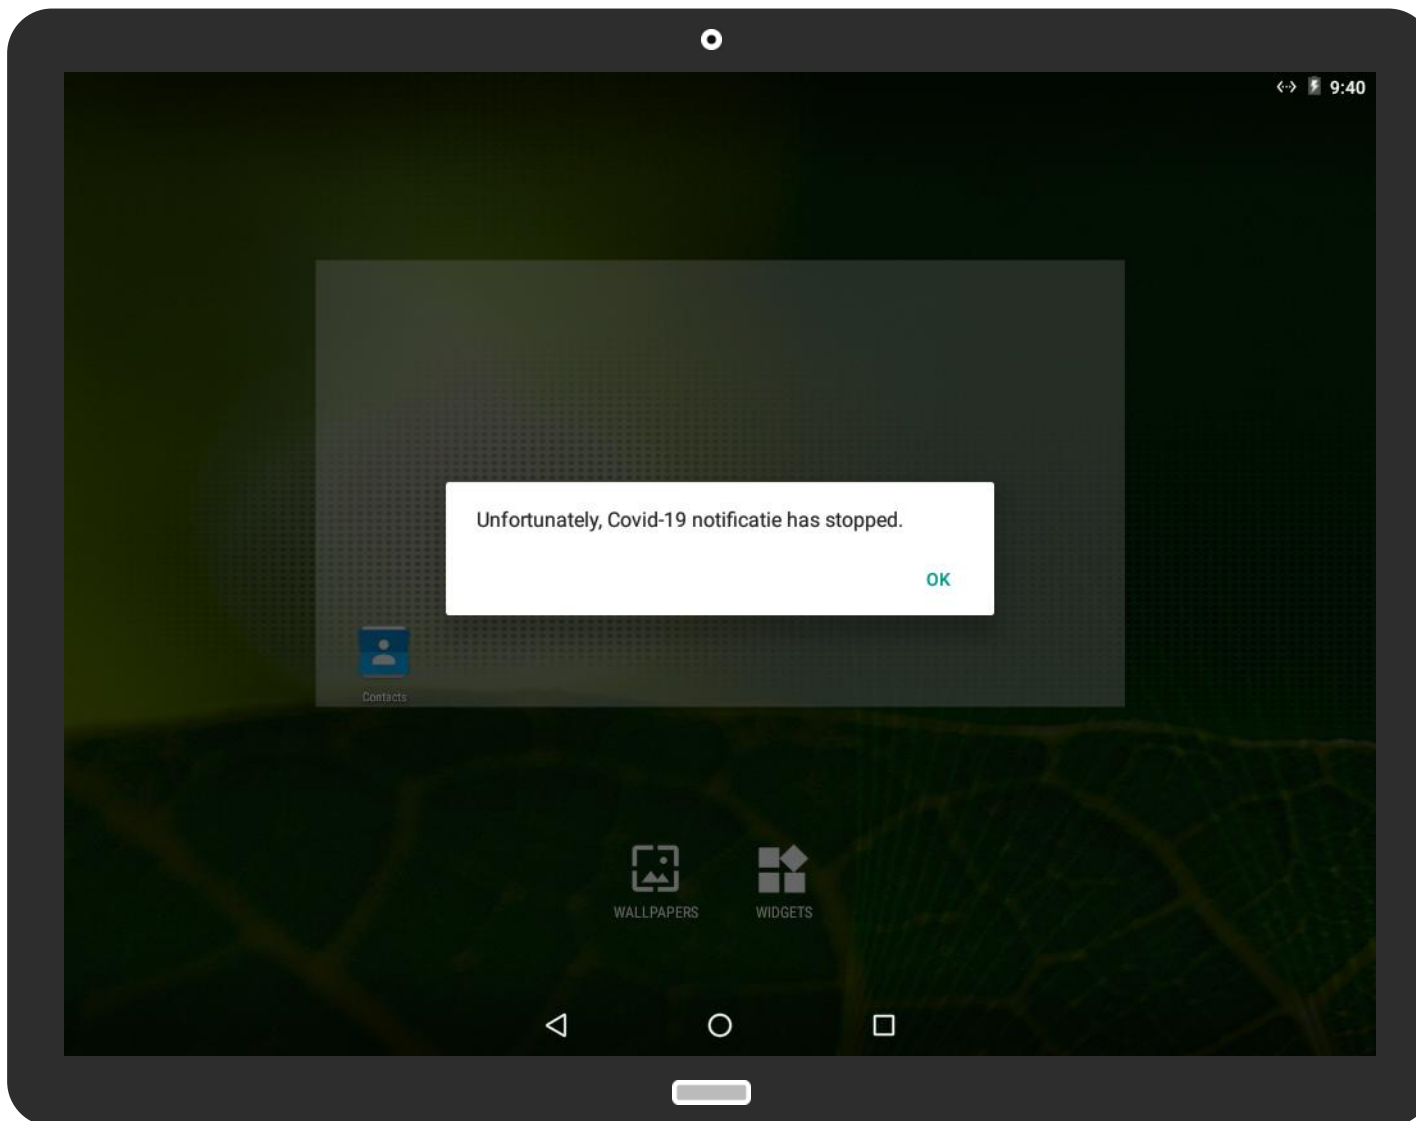 9:40
Unfortunately, Covid-19 notificatie has stopped.
OK
Contacts
WALLPAPERS
WIDGETS